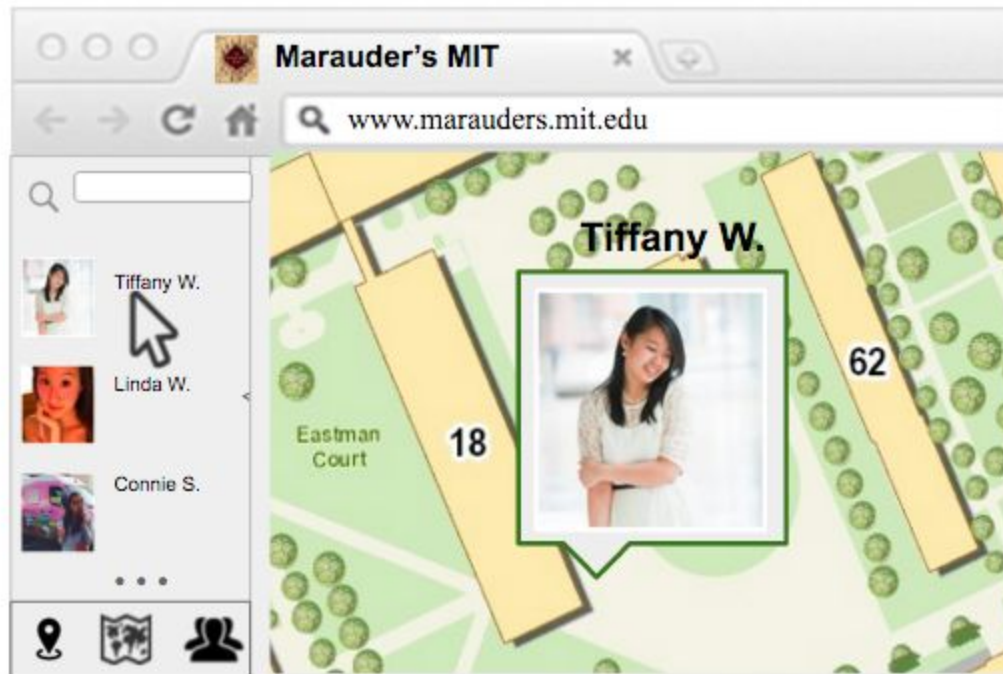 Marauder's MIT
www.marauders.mit.edu
Tiffany W.
Linda W.
Connie S.
Tiffany W.
62
18
Eastman
Court